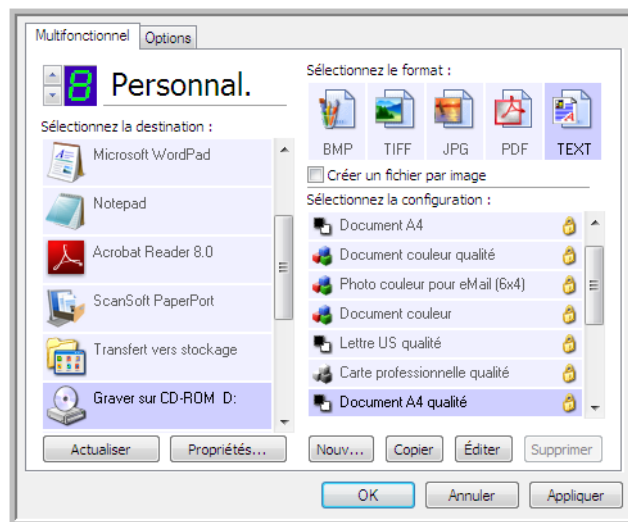 Multifonctionnel
Options
8
Personnal.
Sélectionnez la destination :
Microsoft WordPad
Notepad
Acrobat Reader 8.0
ScanSoft PaperPort
Transfert vers stockage
Graver sur CD-ROM D:
Actualiser
Propriétés...
Sélectionnez le format :
BMP
TIFF
JPG
PDF
TEXT
Créer un fichier par image
Sélectionnez la configuration :
Document A4
Document couleur qualité
Photo couleur pour eMail (6x4)
Document couleur
Lettre US qualité
Carte professionnelle qualité
Document A4 qualité
Nouv...
Copier
Éditer
Supprimer
OK
Annuler
Appliquer